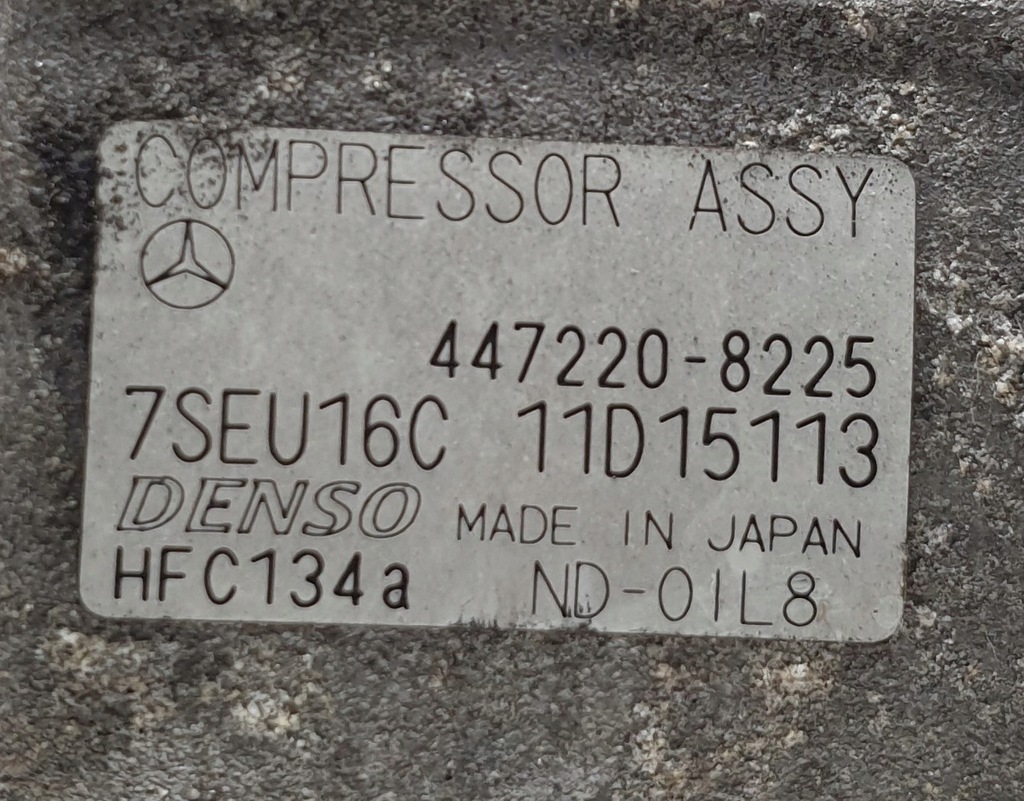 COMPRESSOR ASSY
447220-8225
7SEU16C 11D15113
DENSO MADE IN JAPAN
HFC134a ND-OIL8